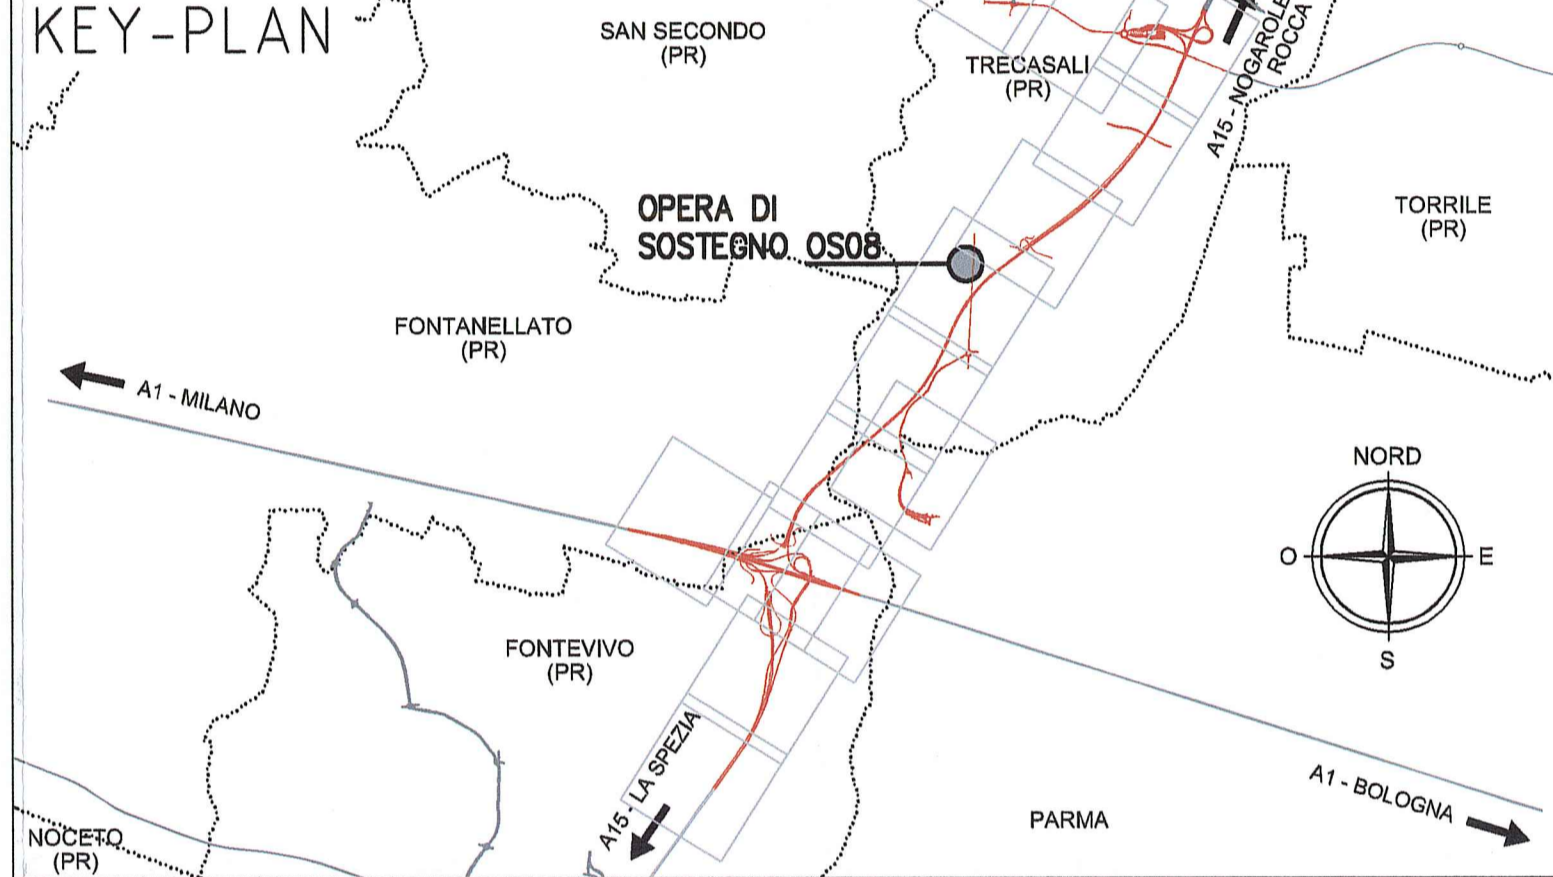 KEY-PLAN
SAN SECONDO
(PR)
TRECASALI
(PR)
A15 - NOGAROLE
ROCCA
OPERA DI
SOSTEGNO OS08
TORRILE
(PR)
FONTANELLATO
(PR)
A1 - MILANO
NORD
O
E
S
FONTEVIVO
(PR)
A15 - LA SPEZIA
A1 - BOLOGNA
PARMA
NOCETO
(PR)